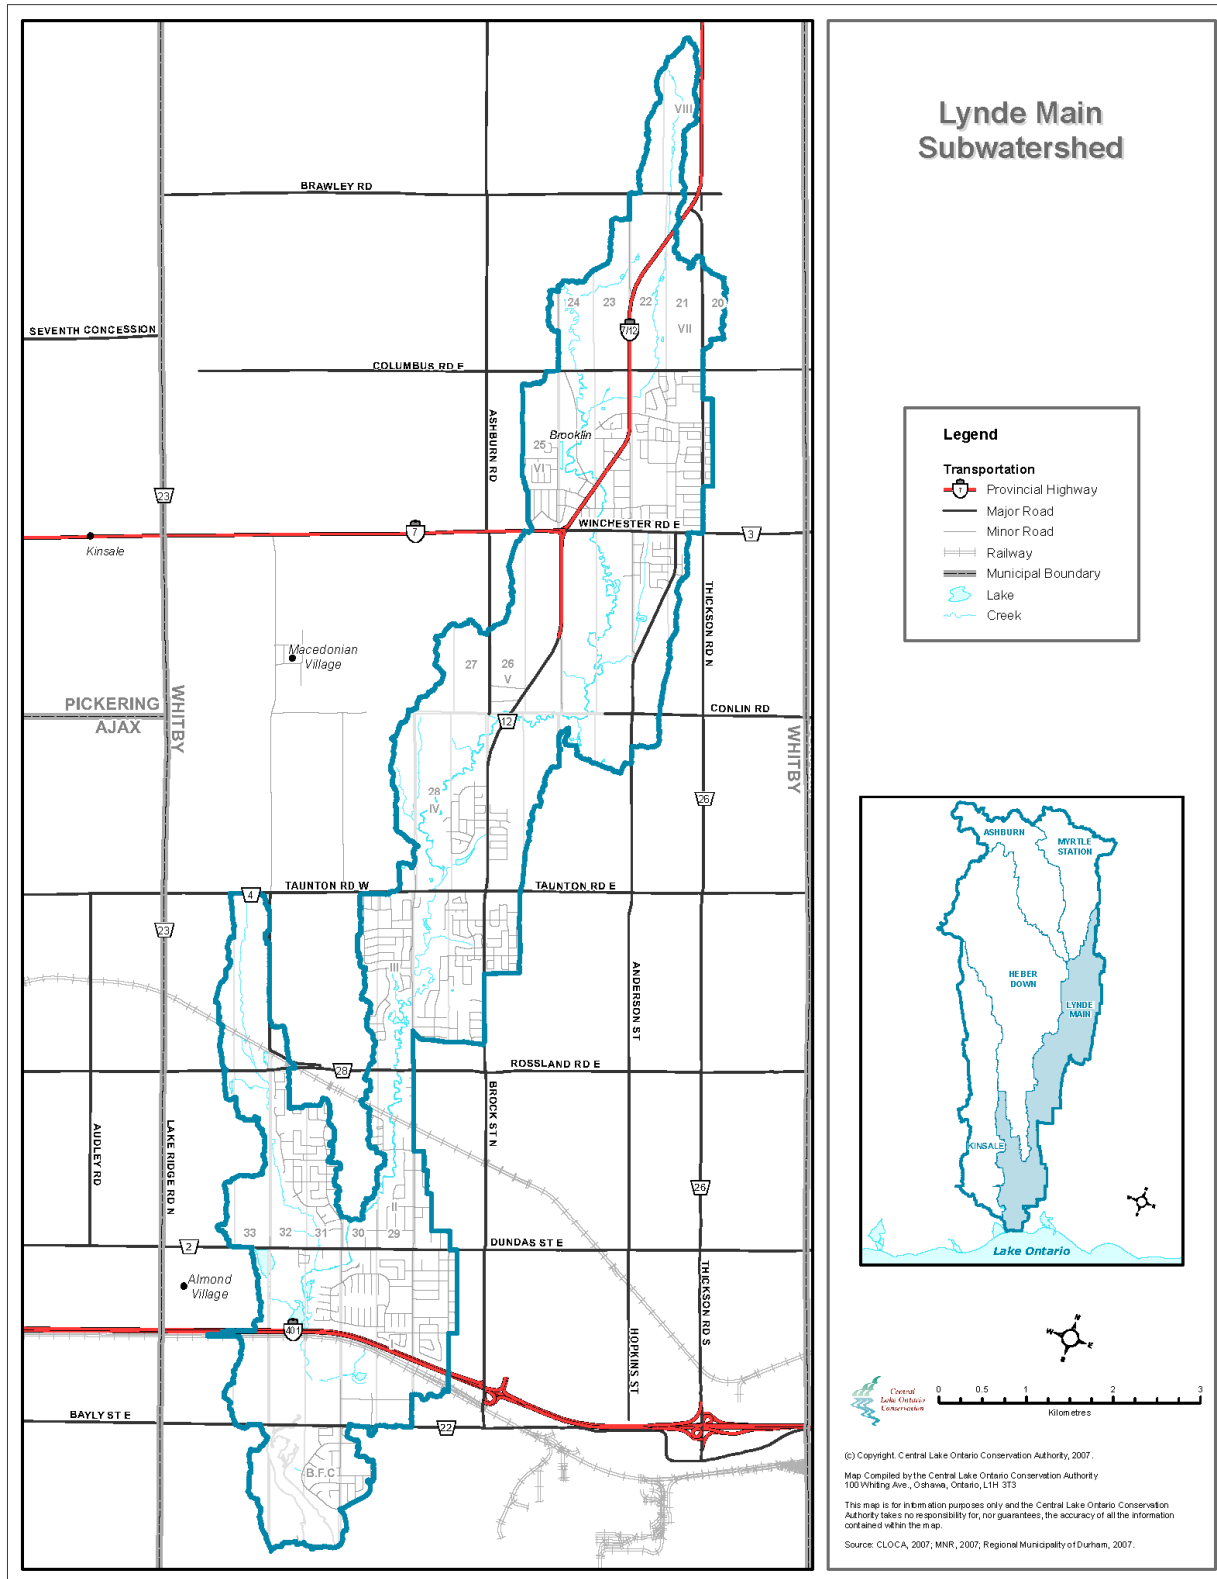 Lynde Main
Subwatershed
VIII
BRAWLEY RD
24
23
22
21
20
VII
7/12
SEVENTH CONCESSION
COLUMBUS RD E
ASHBURN RD
Brooklin
25
VI
23
WINCHESTER RD E
3
7
Kinsale
THICKSON RD N
Macedonian
Village
27
26
V
PICKERING
AJAX
WHITBY
CONLIN RD
12
WHITBY
28
IV
26
TAUNTON RD W
TAUNTON RD E
4
23
III
ANDERSON ST
ROSSLAND RD E
28
BROCK ST N
AUDLEY RD
LAKE RIDGE RD N
26
II
33
32
31
30
29
2
DUNDAS ST E
Almond
Village
THICKSON RD S
401
HOPKINS ST
BAYLY ST E
22
B.F.C
Legend
Transportation
7
Provincial Highway
Major Road
Minor Road
Railway
Municipal Boundary
Lake
Creek
ASHBURN
MYRTLE
STATION
HEBER
DOWN
LYNDE
MAIN
KINSALE
N
E
S
W
Lake Ontario
N
E
S
W
Central
Lake Ontario
Conservation
0 0.5 1 2 3
Kilometres
(c) Copyright. Central Lake Ontario Conservation Authority, 2007.
Map Compiled by the Central Lake Ontario Conservation Authority
100 Whiting Ave., Oshawa, Ontario, L1H 3T3
This map is for information purposes only and the Central Lake Ontario Conservation
Authority takes no responsibility for, nor guarantees, the accuracy of all the information
contained within the map.
Source: CLOCA, 2007; MNR, 2007; Regional Municipality of Durham, 2007.